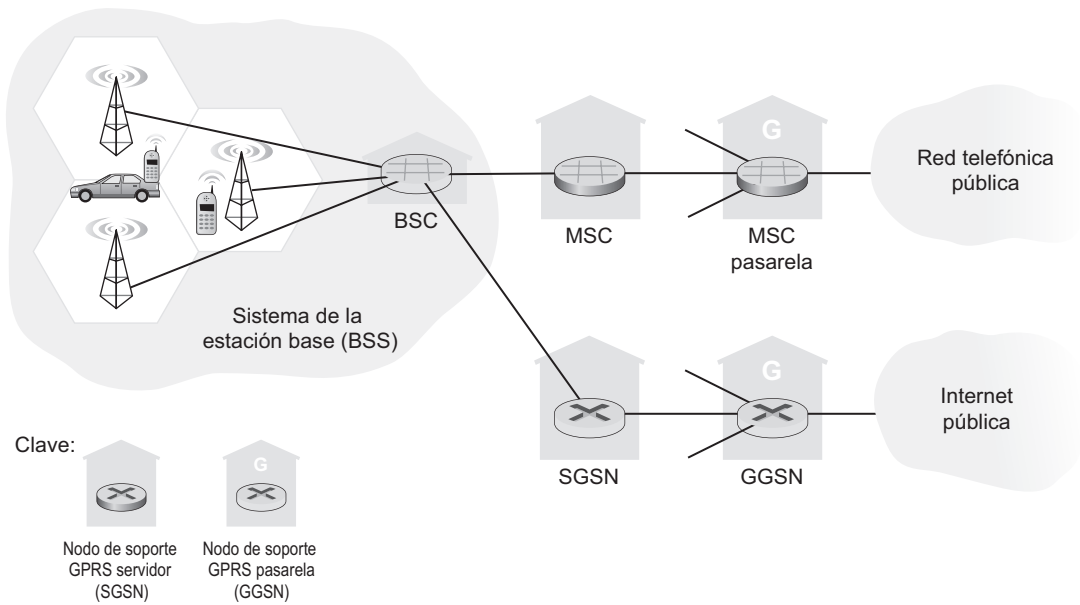 G
Red telefónica
pública
BSC
MSC
MSC
pasarela
Sistema de la
estación base (BSS)
G
Internet
pública
SGSN
GGSN
Clave:
G
Nodo de soporte
GPRS servidor
(SGSN)
Nodo de soporte
GPRS pasarela
(GGSN)